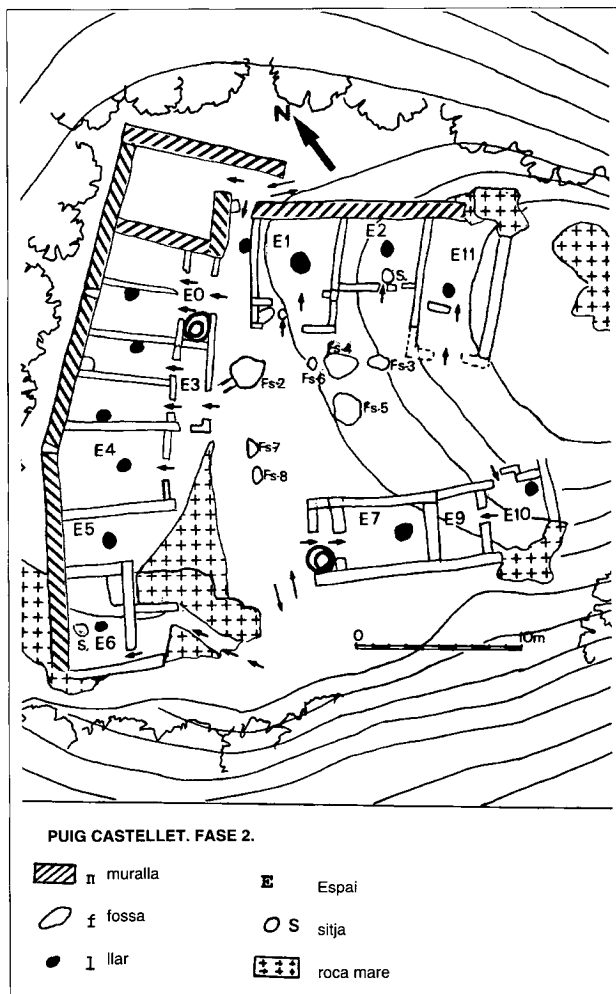 N
E1
E2
S.
E11
E0
E3
Fs-2
Fs-4
Fs-6
Fs-3
Fs-5
E4
Fs-7
Fs-8
E5
E7
E9
E10
S.
E6
0 10m
PUIG CASTELLET. FASE 2.
m muralla
E Espai
f fossa
S sitja
l llar
roca mare